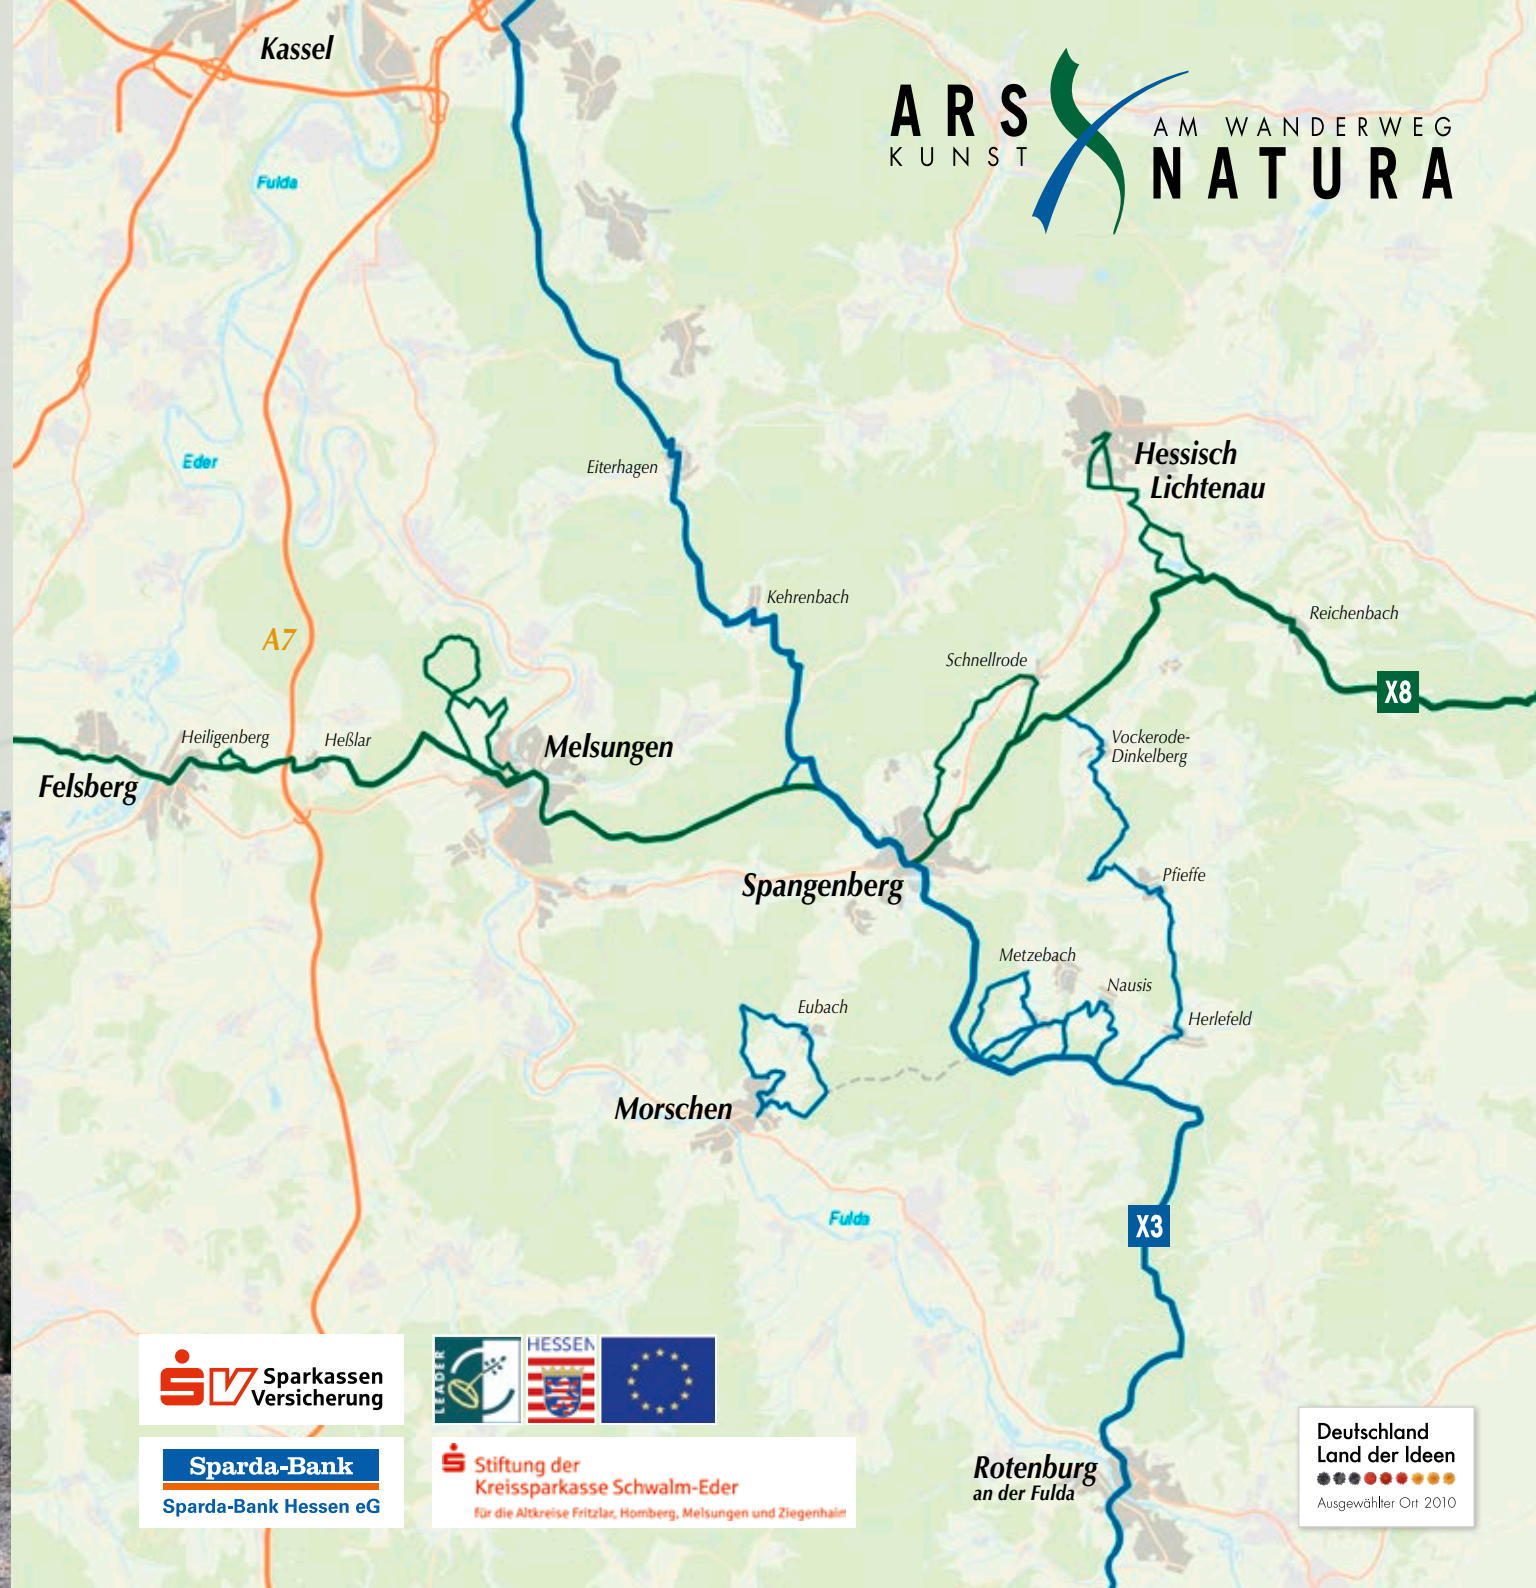 Kassel
ARS
KUNST
AM WANDERWEG
NATURA
Fulda
Eder
Eiterhagen
Hessisch
Lichtenau
Kehrenbach
Reichenbach
A7
Schnellrode
X8
Heiligenberg
Heßlar
Melsungen
Vockerode-
Dinkelberg
Felsberg
Spangenberg
Pfieffe
Metzebach
Nausis
Eubach
Herlefeld
Morschen
Fulda
X3
SV Sparkassen
Versicherung
LEADER
HESSEN
Sparda-Bank
Sparda-Bank Hessen eG
Stiftung der
Kreissparkasse Schwalm-Eder
für die Altkreise Fritzlar, Homberg, Melsungen und Ziegenhain
Rotenburg
an der Fulda
Deutschland
Land der Ideen
Ausgewählter Ort 2010